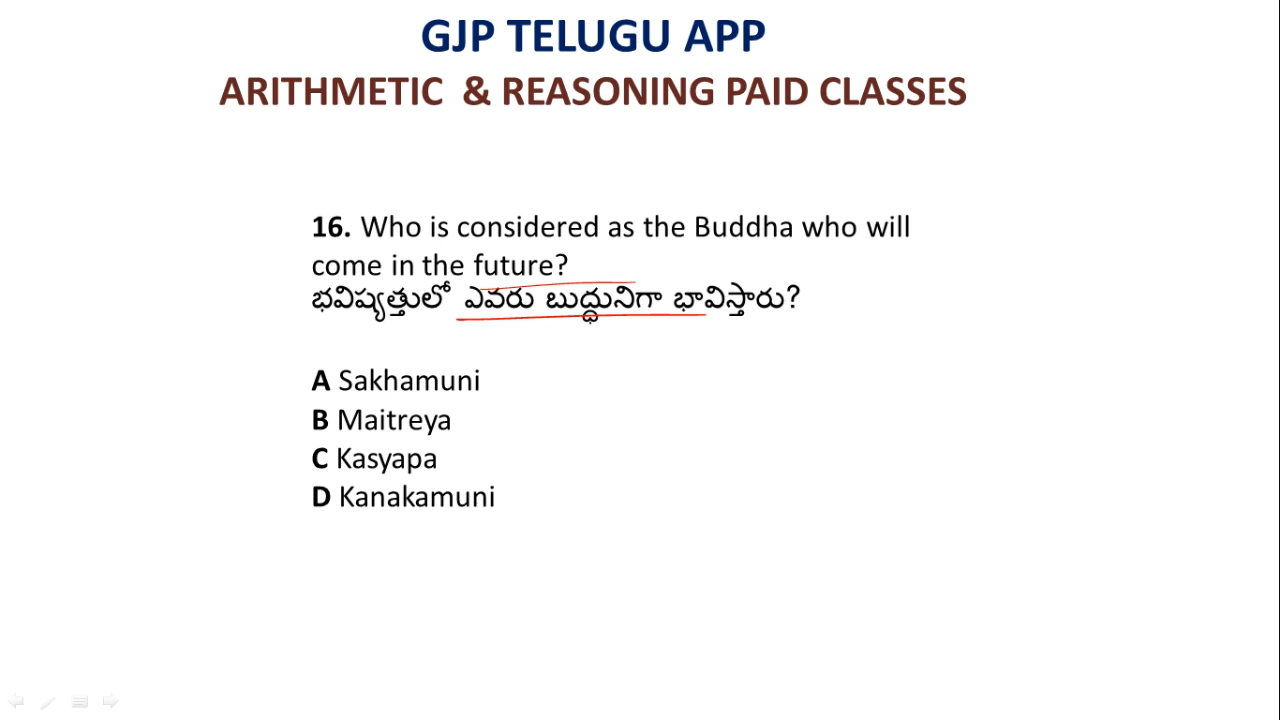 GJP TELUGU APP
ARITHMETIC & REASONING PAID CLASSES
16. Who is considered as the Buddha who will
come in the future?
భవిష్యత్తులో ఎవరు బుద్ధునిగా భావిస్తారు?
A Sakhamuni
B Maitreya
C Kasyapa
D Kanakamuni